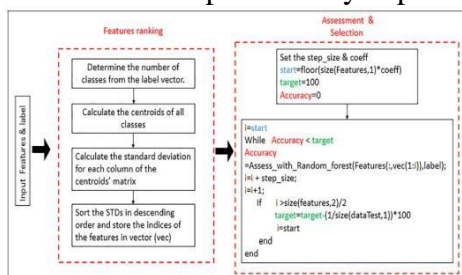 Features ranking
Assessment &
Selection
Input Features & label
Determine the number of
classes from the label vector.
Calculate the centroids of all
classes
Calculate the standard deviation
for each column of the
centroids' matrix
Sort the STDs in descending
order and store the Indices of
the features in vector (vec)
Set the step_size & coeff
start=floor(size(Features,1)*coeff)
target=100
Accuracy=0
i=start
While Accuracy < target
Accuracy
=Assess_with_Random_forest(Features(:,vec(1:i)),label);
i=i + step_size;
i=i+1;
If i >size(features,2)/2
target=target-(1/size(dataTest,1))*100
i=start
end
end